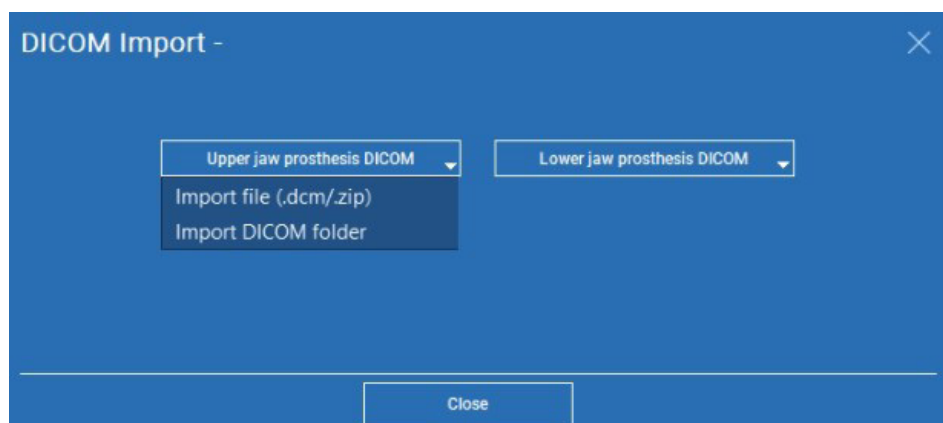 DICOM Import -
Upper jaw prosthesis DICOM
Lower jaw prosthesis DICOM
Import file (.dcm/.zip)
Import DICOM folder
Close